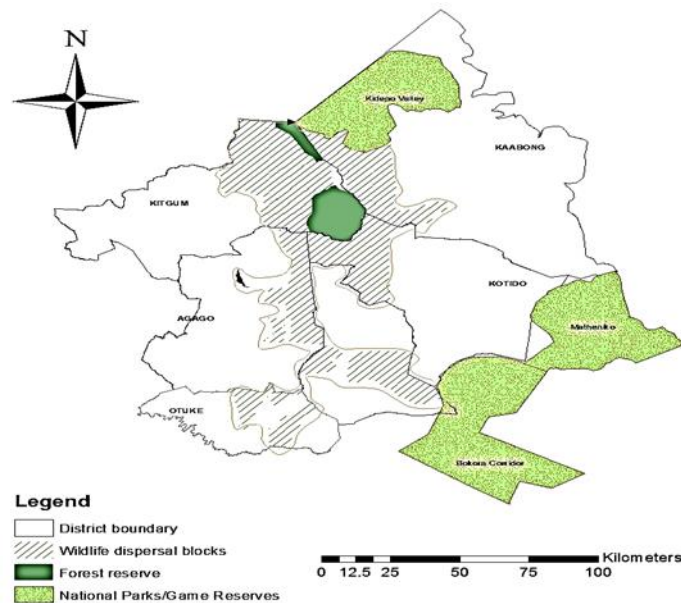 N
Kidepo Valley
KAABONG
KITGUM
KOTIDO
Matheniko
AGAGO
OTUKE
Bokora Corridor
Legend
District boundary
Wildlife dispersal blocks
Forest reserve
National Parks/Game Reserves
Kilometers
0 6 12.5 25 50 75 100